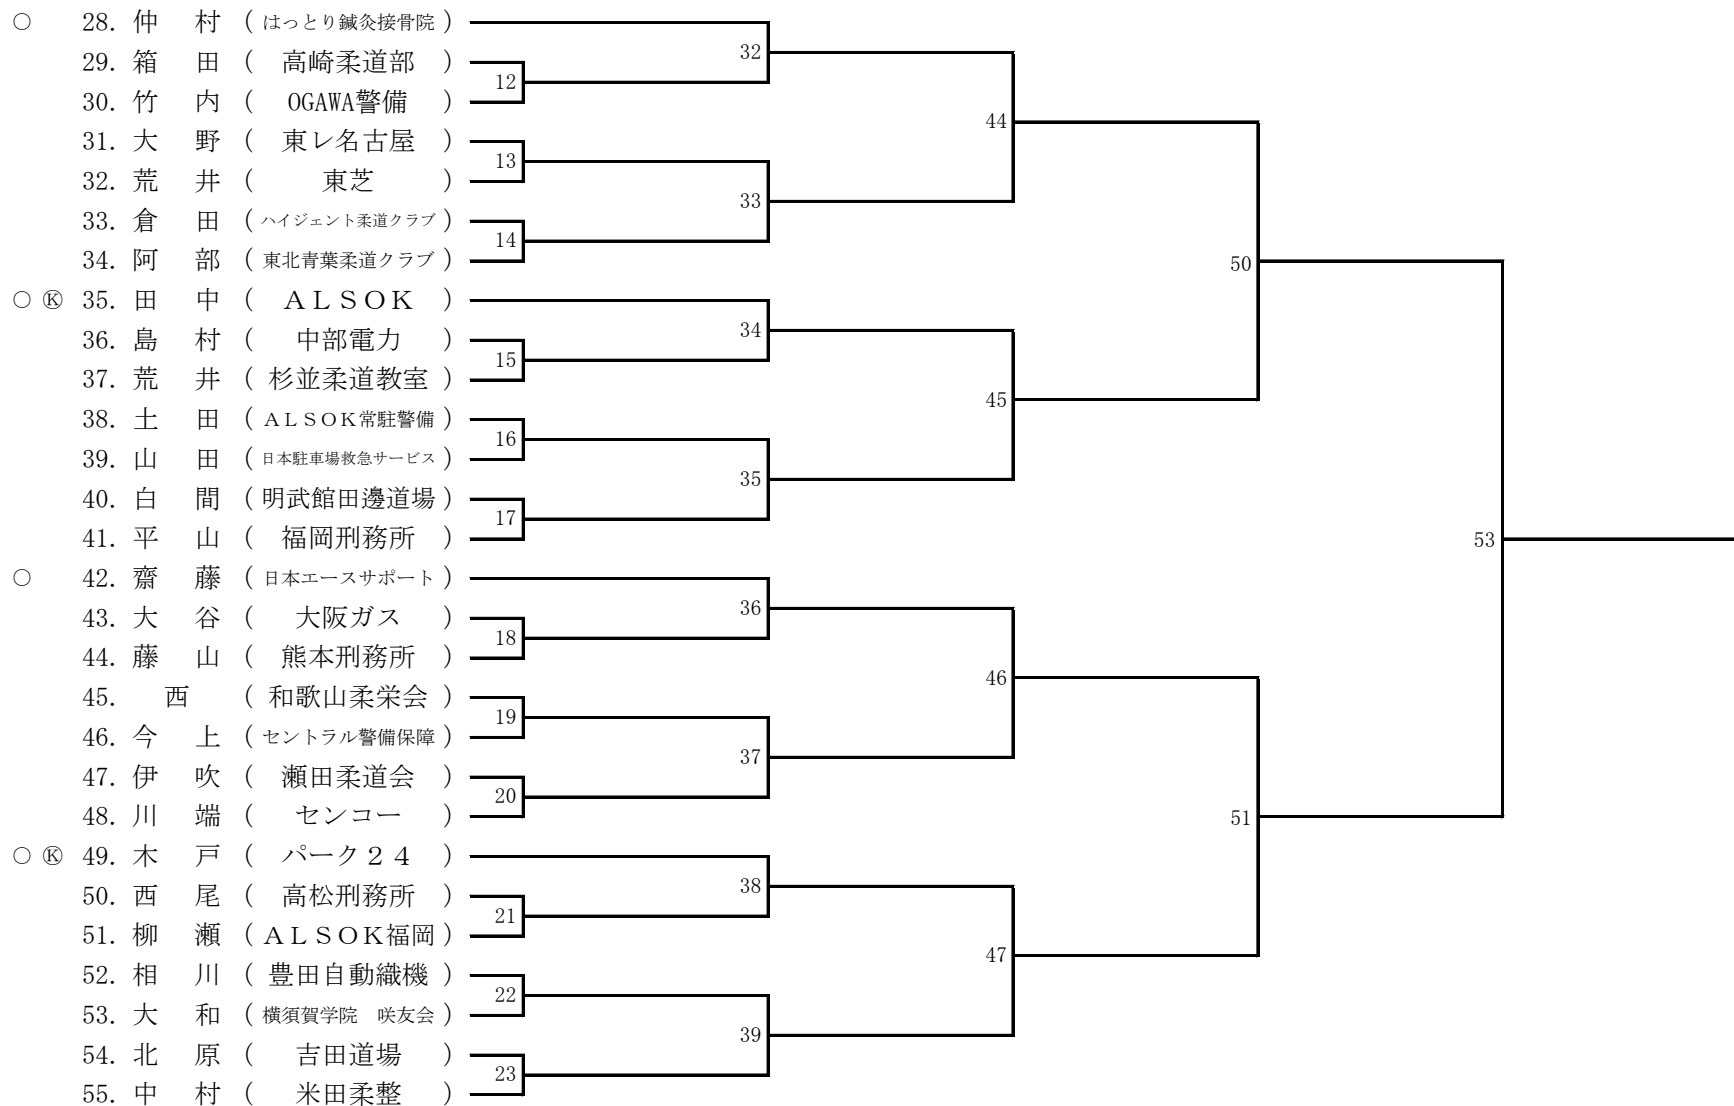 ○ 28. 仲 村 ( はっとり鍼灸接骨院 )
32
29. 箱 田 ( 高崎柔道部 )
12
30. 竹 内 ( OGAWA警備 )
44
31. 大 野 ( 東レ名古屋 )
13
32. 荒 井 ( 東芝 )
33
33. 倉 田 ( ハイジェント柔道クラブ )
14
34. 阿 部 ( 東北青葉柔道クラブ )
50
○ Ⓚ 35. 田 中 ( ＡＬＳＯＫ )
34
36. 島 村 ( 中部電力 )
15
37. 荒 井 ( 杉並柔道教室 )
45
38. 土 田 ( ＡＬＳＯＫ常駐警備 )
16
39. 山 田 ( 日本駐車場救急サービス )
35
40. 白 間 ( 明武館田邊道場 )
17
41. 平 山 ( 福岡刑務所 )
53
○ 42. 齋 藤 ( 日本エースサポート )
36
43. 大 谷 ( 大阪ガス )
18
44. 藤 山 ( 熊本刑務所 )
46
45. 西 ( 和歌山柔栄会 )
19
46. 今 上 ( セントラル警備保障 )
37
47. 伊 吹 ( 瀬田柔道会 )
20
48. 川 端 ( センコー )
51
○ Ⓚ 49. 木 戸 ( パーク２４ )
38
50. 西 尾 ( 高松刑務所 )
21
51. 柳 瀬 ( ＡＬＳＯＫ福岡 )
47
52. 相 川 ( 豊田自動織機 )
22
53. 大 和 ( 横須賀学院　咲友会 )
39
54. 北 原 ( 吉田道場 )
23
55. 中 村 ( 米田柔整 )